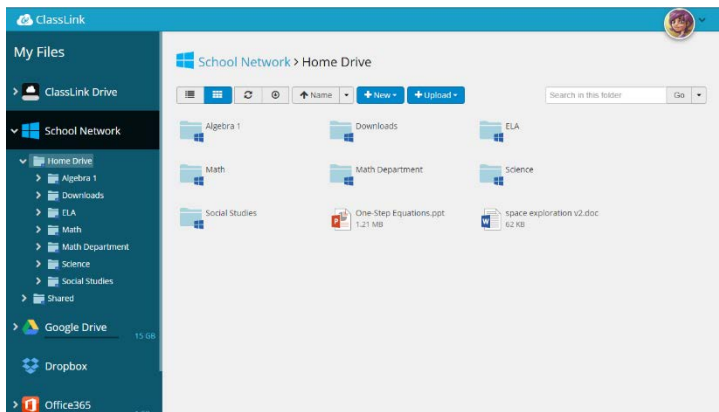 ClassLink
My Files
ClassLink Drive
School Network
Home Drive
Algebra 1
Downloads
ELA
Math
Math Department
Science
Social Studies
Shared
Google Drive
15 GB
Dropbox
Office365
School Network > Home Drive
Name
+ New
+ Upload
Search in this folder
Go
Algebra 1
Downloads
ELA
Math
Math Department
Science
Social Studies
One-Step Equations.ppt
1.21 MB
space exploration v2.doc
62 KB